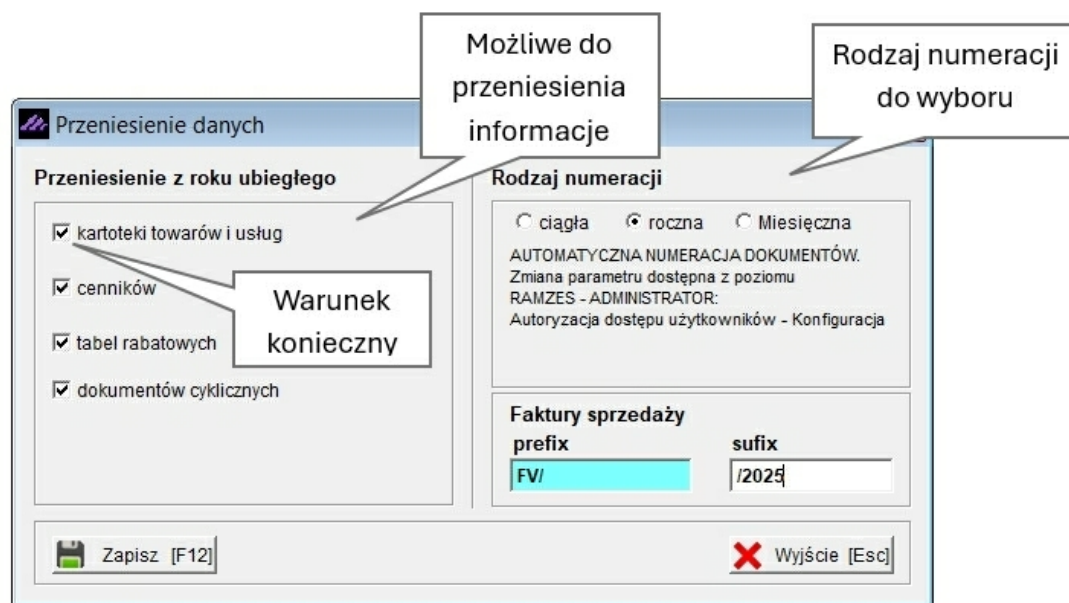 Możliwe do
przeniesienia
informacje
Rodzaj numeracji
do wyboru
Przeniesienie danych
Przeniesienie z roku ubiegłego
kartoteki towarów i usług
cenników
tabel rabatowych
dokumentów cyklicznych
Warunek
konieczny
Rodzaj numeracji
ciągła roczna Miesięczna
AUTOMATYCZNA NUMERACJA DOKUMENTÓW.
Zmiana parametru dostępna z poziomu
RAMZES - ADMINISTRATOR:
Autoryzacja dostępu użytkowników - Konfiguracja
Faktury sprzedaży
prefix sufix
FV/ /2025
Zapisz [F12] Wyjście [Esc]